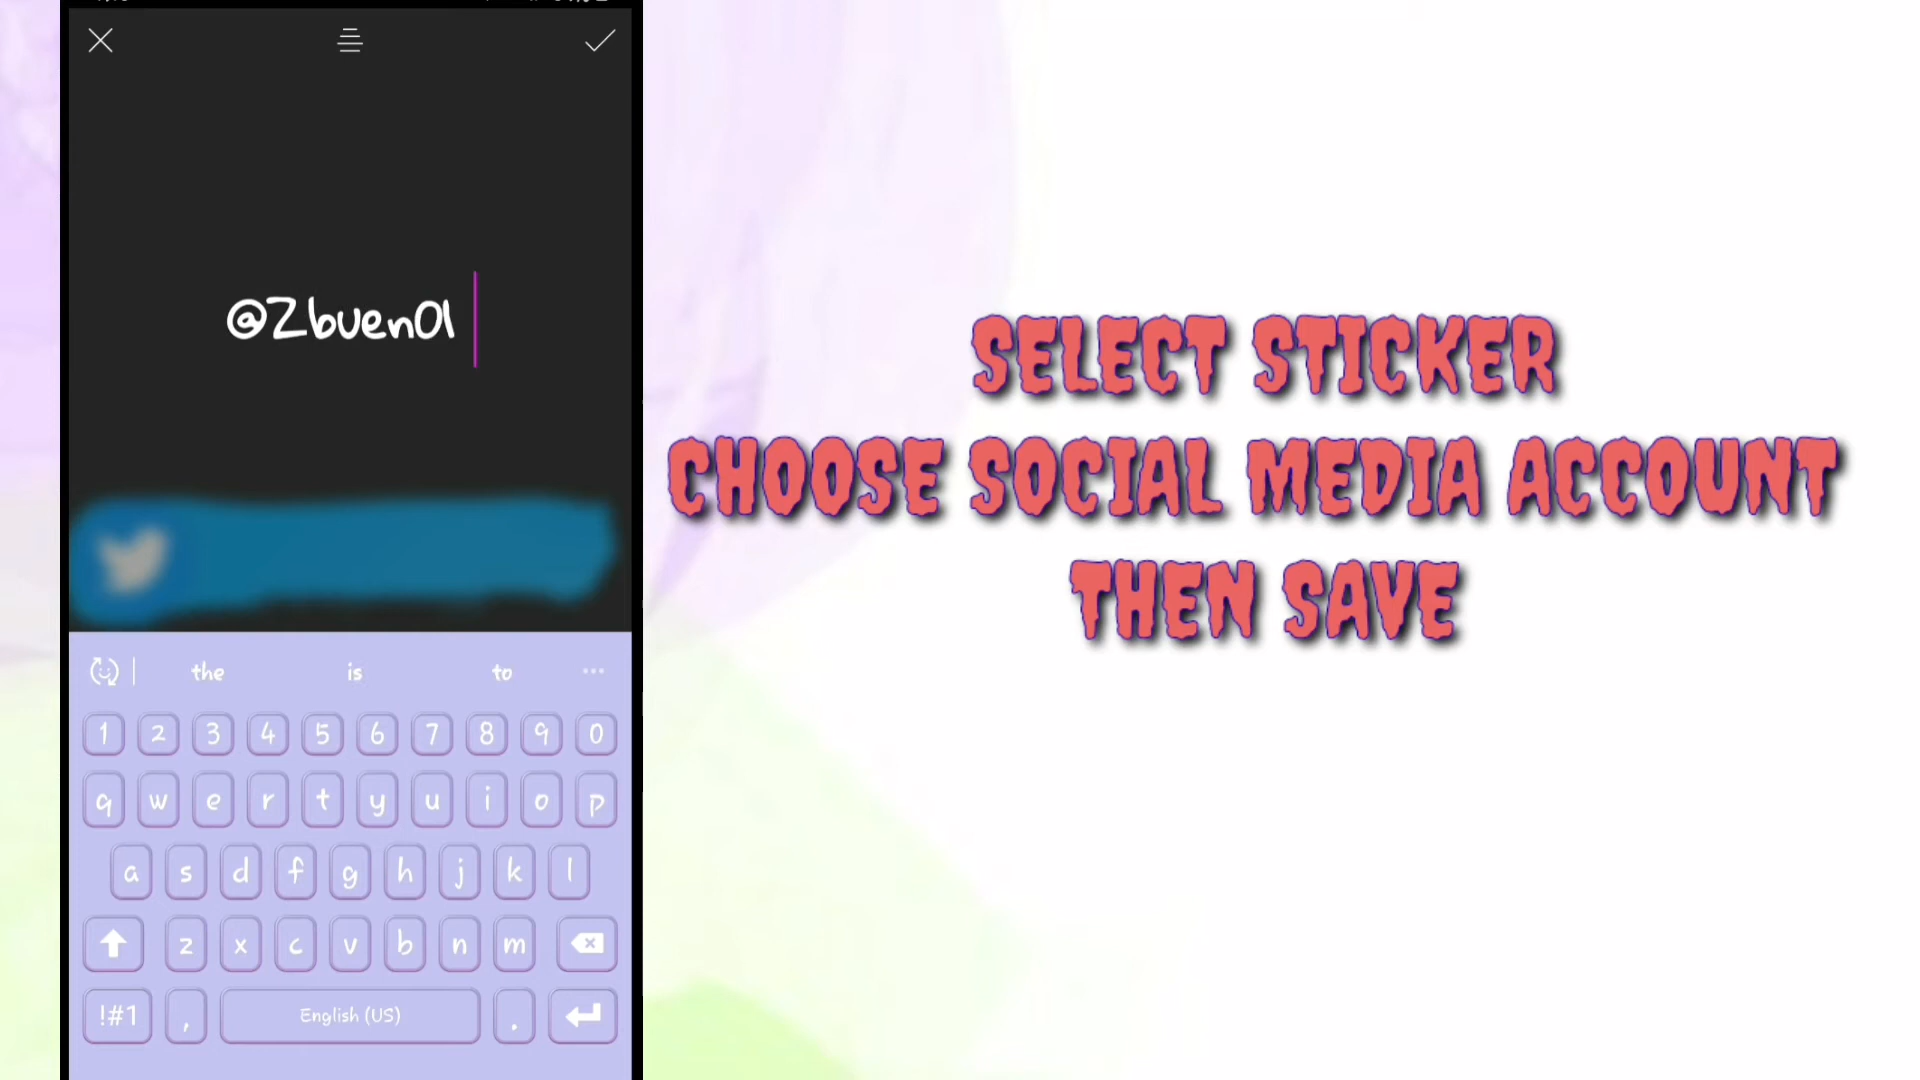 @Zbuen01
SELECT STICKER
CHOOSE SOCIAL MEDIA ACCOUNT
THEN SAVE
the is to
1 2 3 4 5 6 7 8 9 0
q w e r t y u i o p
a s d f g h j k l
z x c v b n m
!#1 , English (US) .